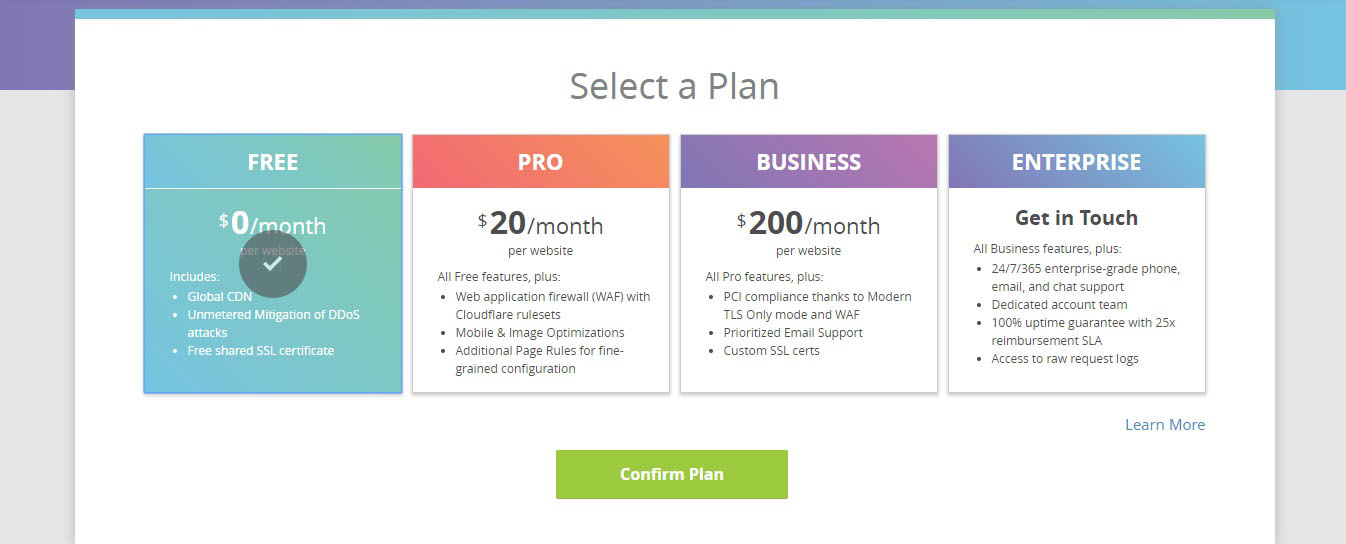 Select a Plan
FREE
$0/month
per website
Includes:
Global CDN
Unmetered Mitigation of DDoS
attacks
Free shared SSL certificate
PRO
$20/month
per website
All Free features, plus:
Web application firewall (WAF) with
Cloudflare rulesets
Mobile & Image Optimizations
Additional Page Rules for fine-
grained configuration
BUSINESS
$200/month
per website
All Pro features, plus:
PCI compliance thanks to Modern
TLS Only mode and WAF
Prioritized Email Support
Custom SSL certs
ENTERPRISE
Get in Touch
All Business features, plus:
24/7/365 enterprise-grade phone,
email, and chat support
Dedicated account team
100% uptime guarantee with 25x
reimbursement SLA
Access to raw request logs
Learn More
Confirm Plan